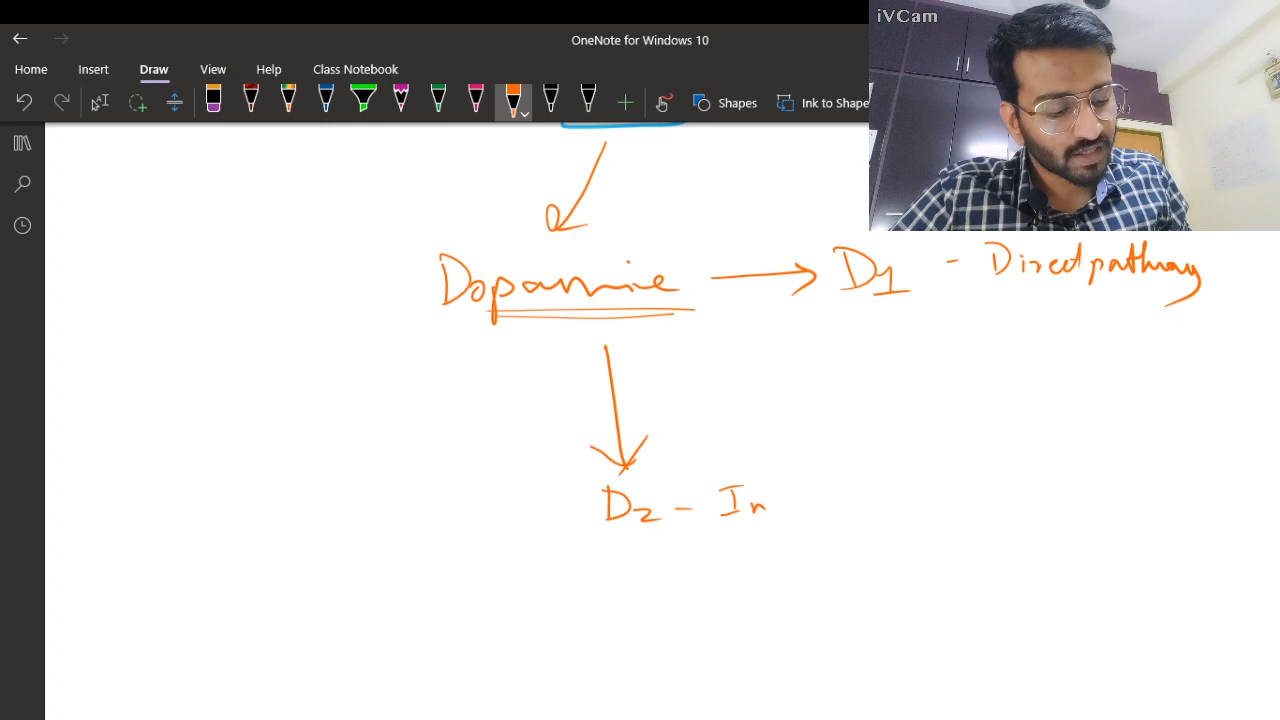 iVCam
OneNote for Windows 10
Home Insert Draw View Help Class Notebook
Shapes Ink to Shape
Dopamine D1 - Direct pathway
D2 - In